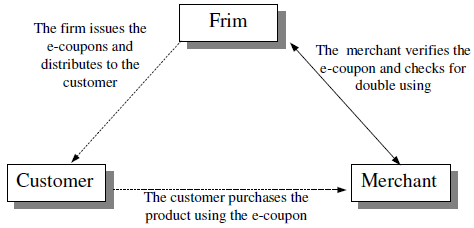 Frim
The firm issues the
e-coupons and
distributes to the
customer
The merchant verifies the
e-coupon and checks for
double using
Customer
Merchant
The customer purchases the
product using the e-coupon